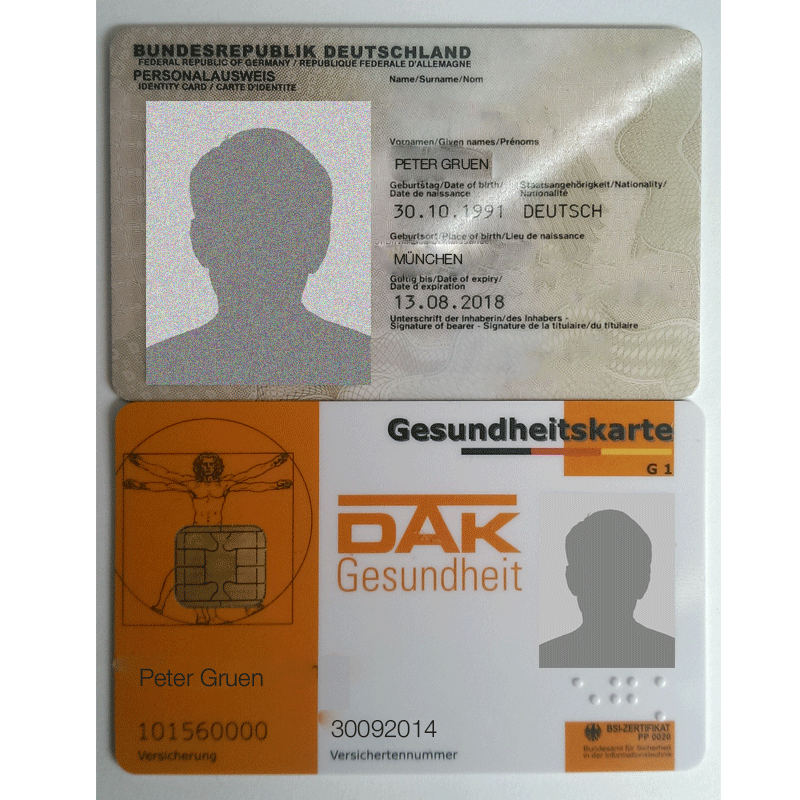 BUNDESREPUBLIK DEUTSCHLAND
FEDERAL REPUBLIC OF GERMANY / REPUBLIQUE FEDERALE D'ALLEMAGNE
PERSONALAUSWEIS
IDENTITY CARD / CARTE D'IDENTITE
Name/Surname/Nom
Vornamen/Given names/Prénoms
PETER GRUEN
Geburtstag/Date of birth/
Date de naissance
Staatsangehörigkeit/Nationality/
Nationalité
30.10.1991 DEUTSCH
Geburtsort/Place of birth/Lieu de naissance
MÜNCHEN
Gültig bis/Date of expiry/
Date d expiration
13.08.2018
Unterschrift der Inhaberin/des Inhabers -
Signature of bearer - Signature de la titulaire/du titulaire
Gesundheitskarte
G 1
DAK
Gesundheit
Peter Gruen
101560000
Versicherung
30092014
Versichertennummer
BSI-ZERTIFIKAT
PP 0020
Bundesamt für Sicherheit
in der Informationstechnik